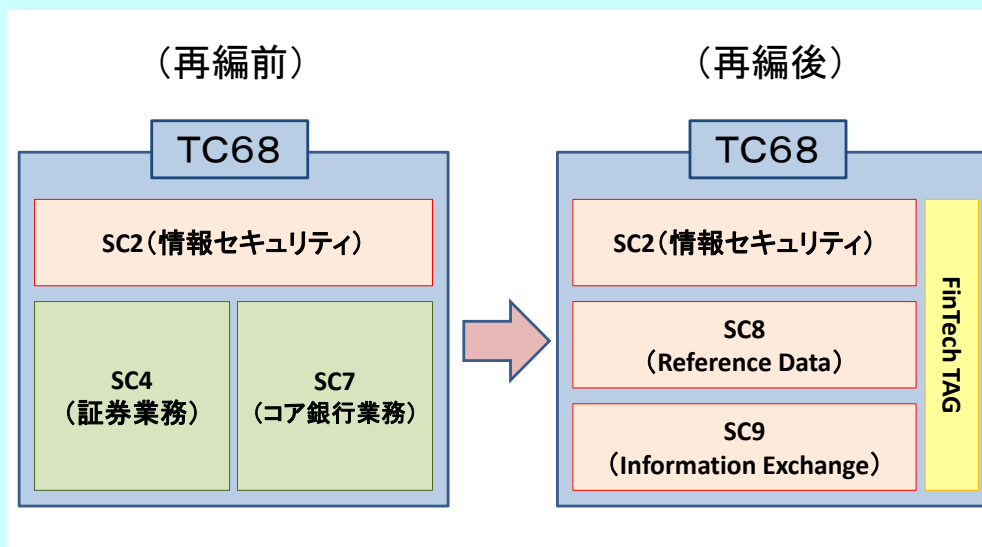 （再編前）
TC68
SC2（情報セキュリティ）
SC4
（証券業務）
SC7
（コア銀行業務）
（再編後）
TC68
SC2（情報セキュリティ）
SC8
（Reference Data）
SC9
（Information Exchange）
FinTech TAG